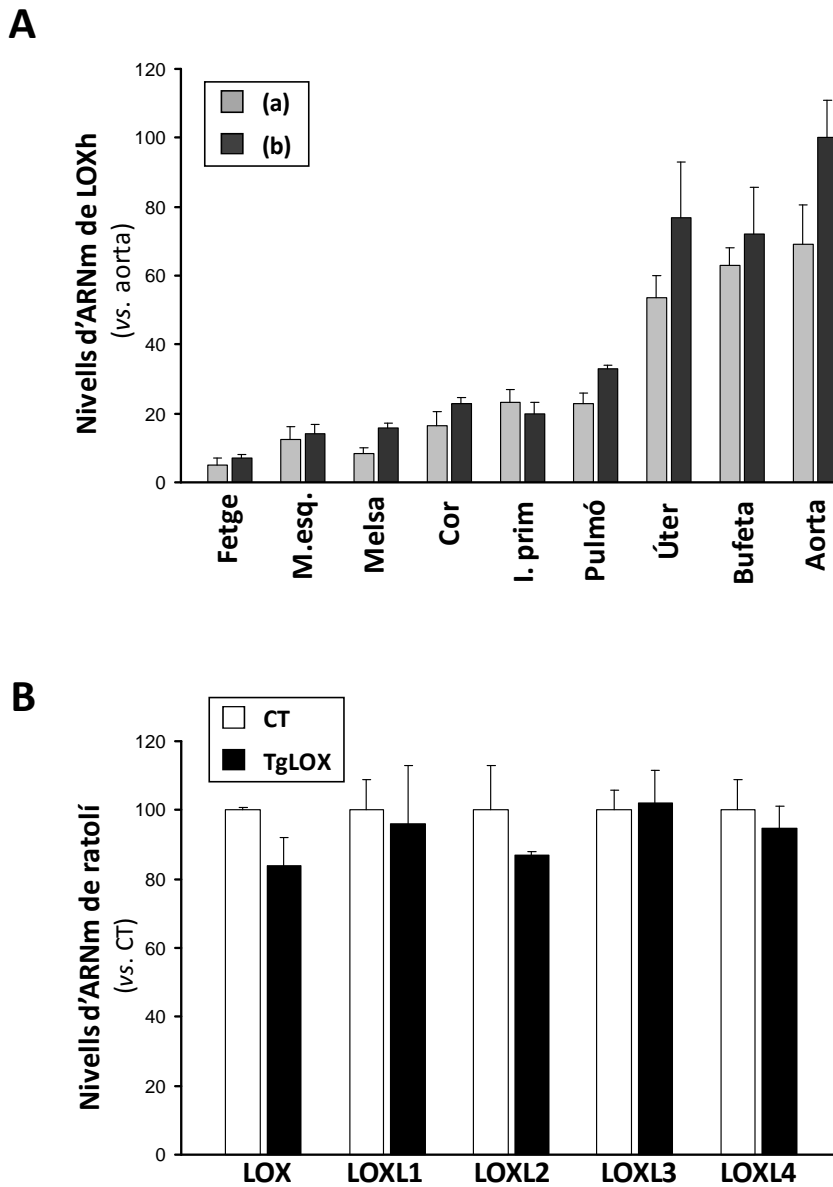 A
120
100
80
60
40
20
0
Nivells d'ARNm de LOXh
(vs. aorta)
(a)
(b)
Fetge
M.esq.
Melsa
Cor
I. prim
Pulmó
Úter
Bufeta
Aorta
B
CT
TgLOX
120
100
80
60
40
20
0
Nivells d'ARNm de ratolí
(vs. CT)
LOX
LOXL1
LOXL2
LOXL3
LOXL4